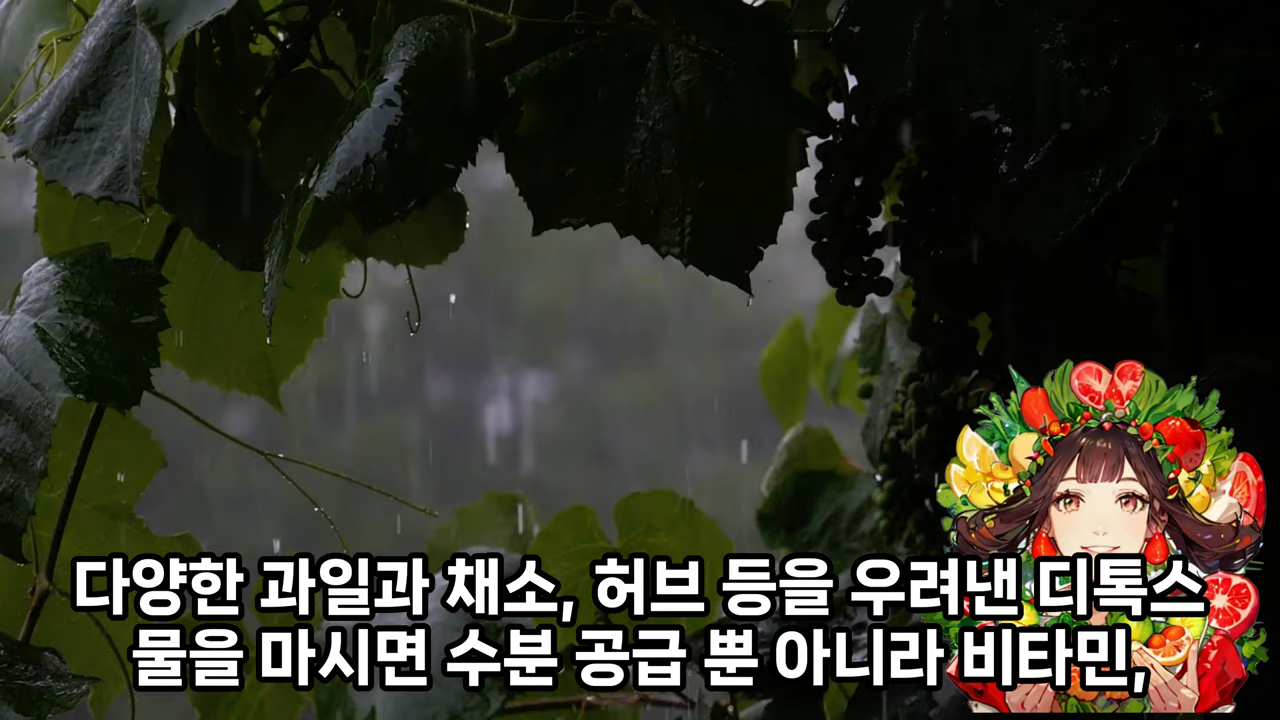 다양한 과일과 채소, 허브 등을 우려낸 디톡스
물을 마시면 수분 공급 뿐 아니라 비타민,